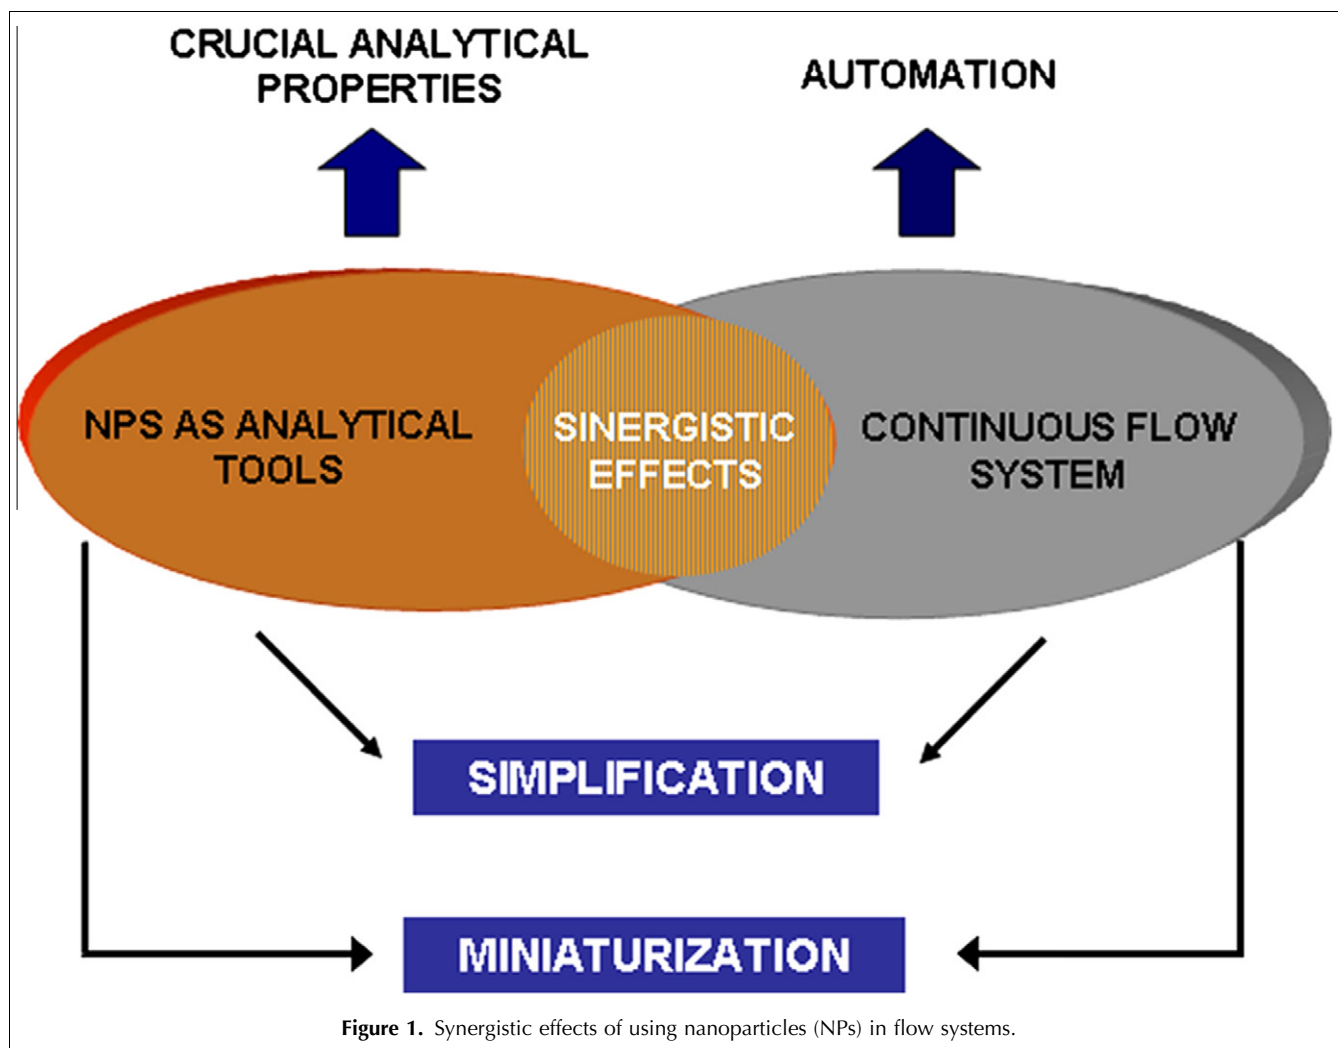 CRUCIAL ANALYTICAL
PROPERTIES
AUTOMATION
NPS AS ANALYTICAL
TOOLS
SINERGISTIC
EFFECTS
CONTINUOUS FLOW
SYSTEM
SIMPLIFICATION
MINIATURIZATION
Figure 1. Synergistic effects of using nanoparticles (NPs) in flow systems.